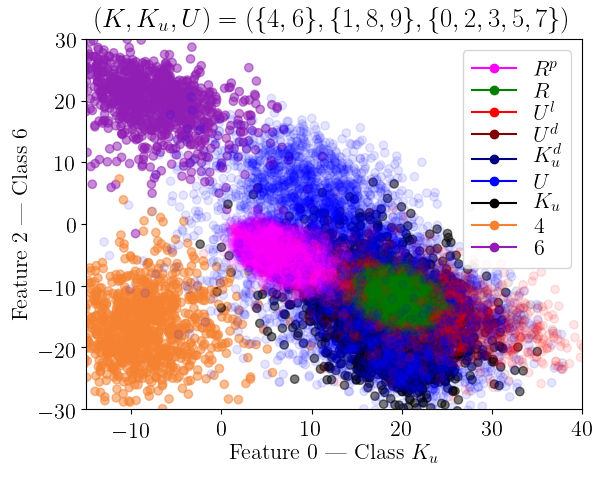 (K, K_u, U) = ({4, 6}, {1, 8, 9}, {0, 2, 3, 5, 7})
30
20
10
0
−10
−20
−30
Feature 2 — Class 6
R^p
R
U^l
U^d
K_u^d
U
K_u
4
6
−10
0
10
20
30
40
Feature 0 — Class K_u